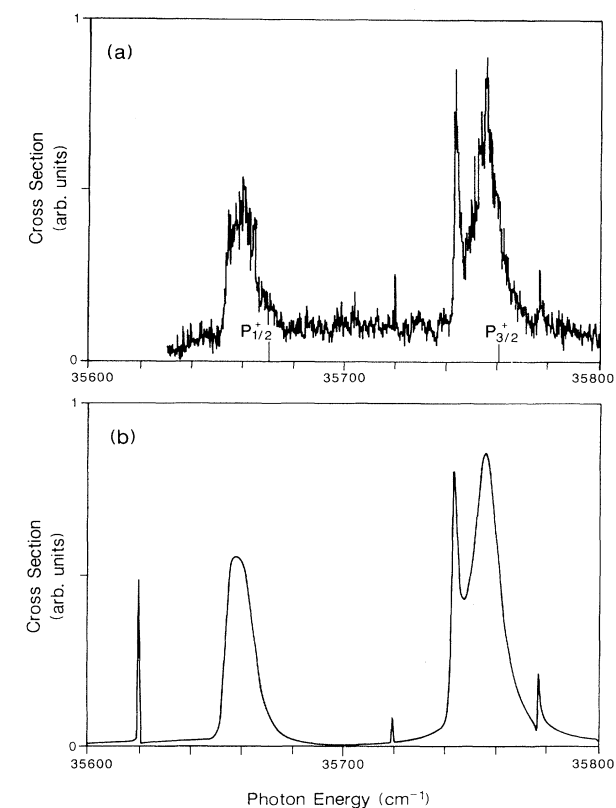 1
(a)
Cross Section
(arb. units)
P+1/2
P+3/2
0
35600
35700
35800
1
(b)
Cross Section
(arb. units)
0
35600
35700
35800
Photon Energy (cm−1)